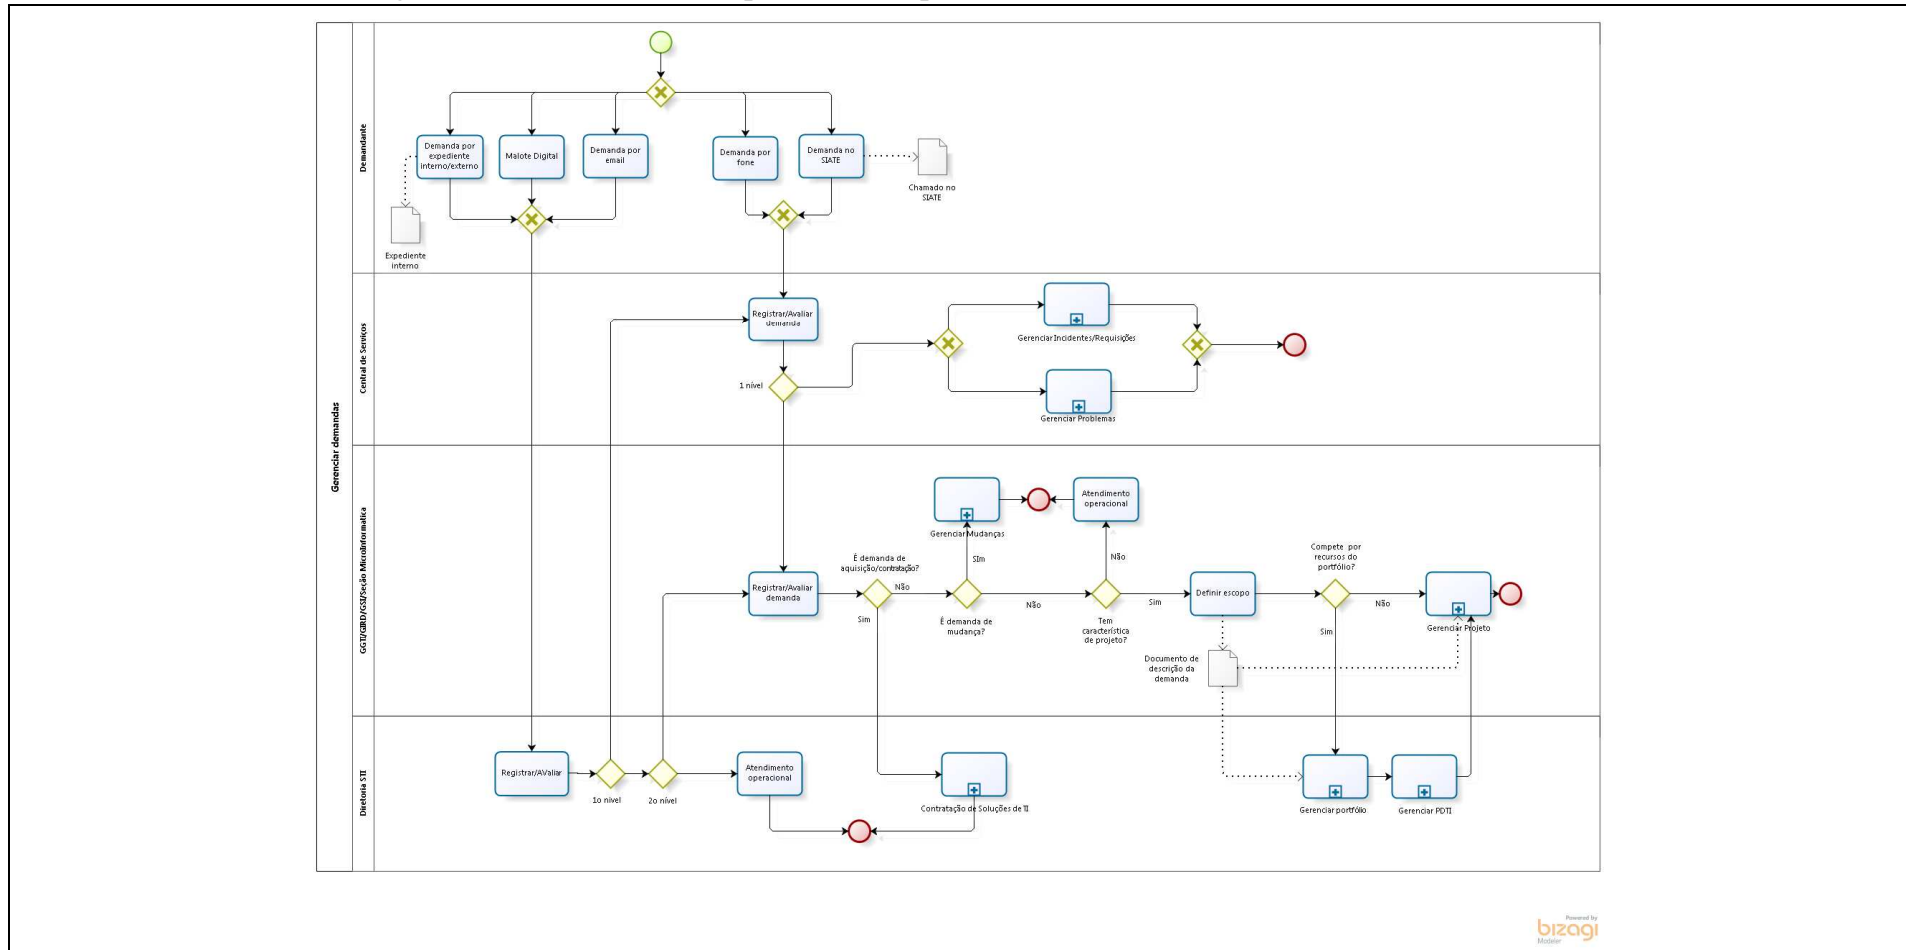 Gerenciar demandas
Demandante
Demanda por
expediente
interno/externo
Malote Digital
Demanda por
email
Demanda por
fone
Demanda no
SIATE
Chamado no
SIATE
Expediente
interno
Central de Serviços
Registrar/Avaliar
demanda
1 nível
Gerenciar Incidentes/Requisições
Gerenciar Problemas
GGTI/GIRD/GSI/Seção MicroInformatica
Gerenciar Mudanças
Atendimento
operacional
É demanda de
aquisição/contratação?
Não
SIm
Não
Compete por
recursos do
portfólio?
Registrar/Avaliar
demanda
Sim
É demanda de
mudança?
Não
Tem
característica
de projeto?
Sim
Definir escopo
Não
Sim
Gerenciar Projeto
Documento de
descrição da
demanda
Diretoria STI
Registrar/AValiar
1o nivel
2o nível
Atendimento
operacional
Contratação de Soluções de TI
Gerenciar portfólio
Gerenciar PDTI
Powered by
bizagi
Modeler